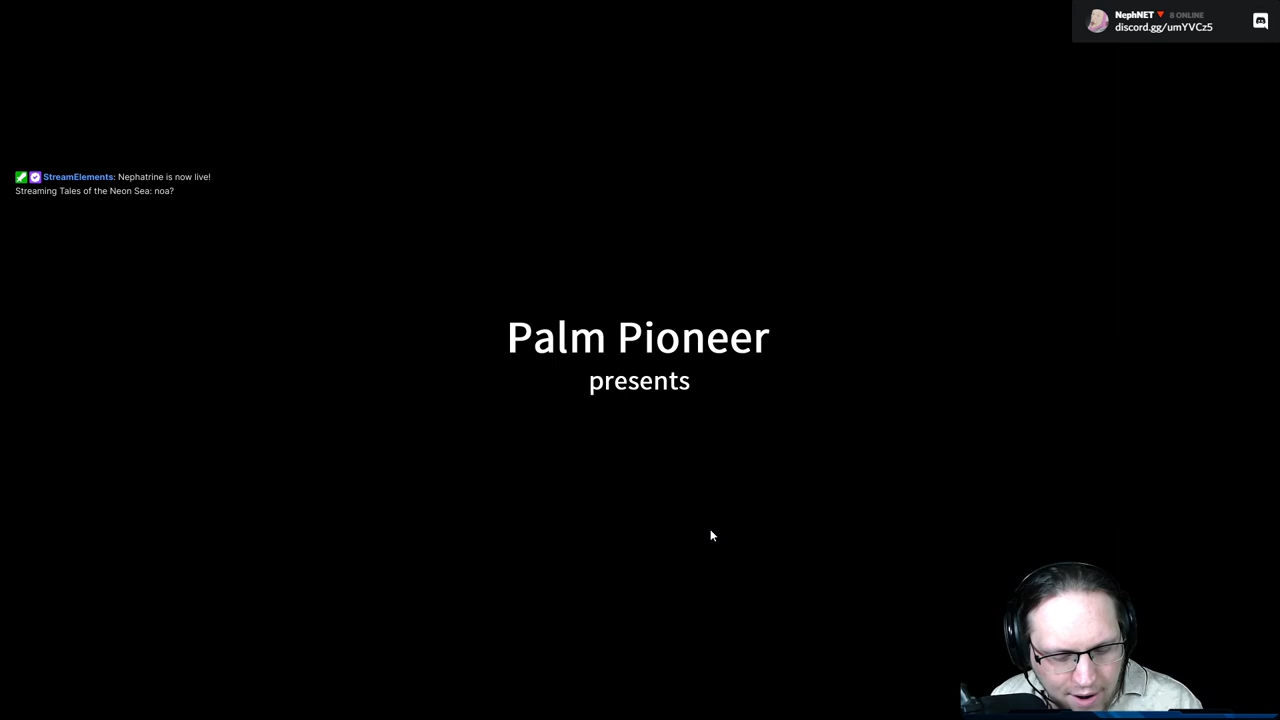 NephNET 8 ONLINE
discord.gg/umYVCz5
StreamElements: Nephatrine is now live!
Streaming Tales of the Neon Sea: noa?
Palm Pioneer
presents